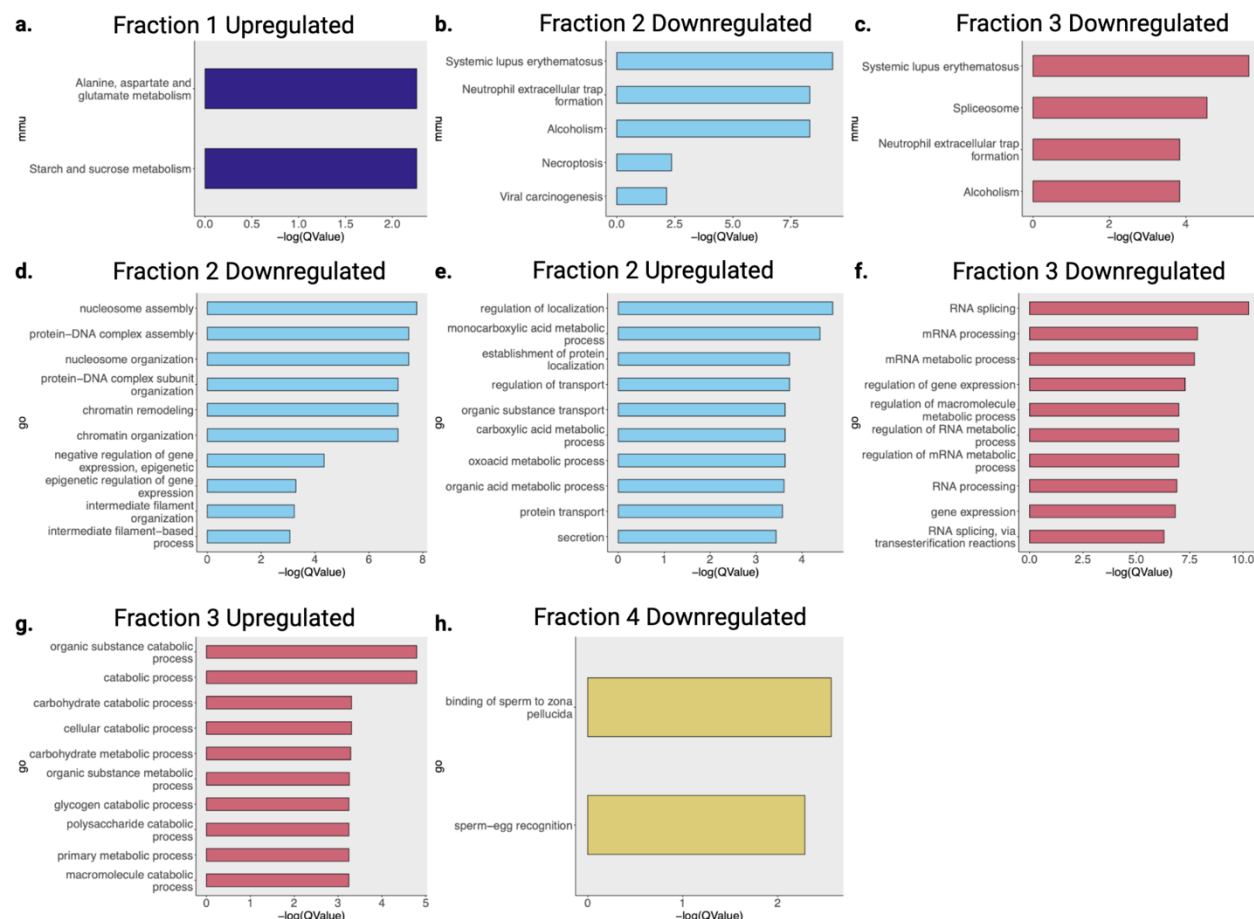 a. Fraction 1 Upregulated
Alanine, aspartate and
glutamate metabolism
Starch and sucrose metabolism
mmu
0.0 0.5 1.0 1.5 2.0
−log(QValue)
b. Fraction 2 Downregulated
Systemic lupus erythematosus
Neutrophil extracellular trap
formation
Alcoholism
Necroptosis
Viral carcinogenesis
mmu
0.0 2.5 5.0 7.5
−log(QValue)
c. Fraction 3 Downregulated
Systemic lupus erythematosus
Spliceosome
Neutrophil extracellular trap
formation
Alcoholism
mmu
0 2 4
−log(QValue)
d. Fraction 2 Downregulated
nucleosome assembly
protein−DNA complex assembly
nucleosome organization
protein−DNA complex subunit
organization
chromatin remodeling
chromatin organization
negative regulation of gene
expression, epigenetic
epigenetic regulation of gene
expression
intermediate filament
organization
intermediate filament−based
process
go
0 2 4 6 8
−log(QValue)
e. Fraction 2 Upregulated
regulation of localization
monocarboxylic acid metabolic
process
establishment of protein
localization
regulation of transport
organic substance transport
carboxylic acid metabolic
process
oxoacid metabolic process
organic acid metabolic process
protein transport
secretion
go
0 1 2 3 4
−log(QValue)
f. Fraction 3 Downregulated
RNA splicing
mRNA processing
mRNA metabolic process
regulation of gene expression
regulation of macromolecule
metabolic process
regulation of RNA metabolic
process
regulation of mRNA metabolic
process
RNA processing
gene expression
RNA splicing, via
transesterification reactions
go
0.0 2.5 5.0 7.5 10.0
−log(QValue)
g. Fraction 3 Upregulated
organic substance catabolic
process
catabolic process
carbohydrate catabolic process
cellular catabolic process
carbohydrate metabolic process
organic substance metabolic
process
glycogen catabolic process
polysaccharide catabolic
process
primary metabolic process
macromolecule catabolic
process
go
0 1 2 3 4 5
−log(QValue)
h. Fraction 4 Downregulated
binding of sperm to zona
pellucida
sperm−egg recognition
go
0 1 2
−log(QValue)